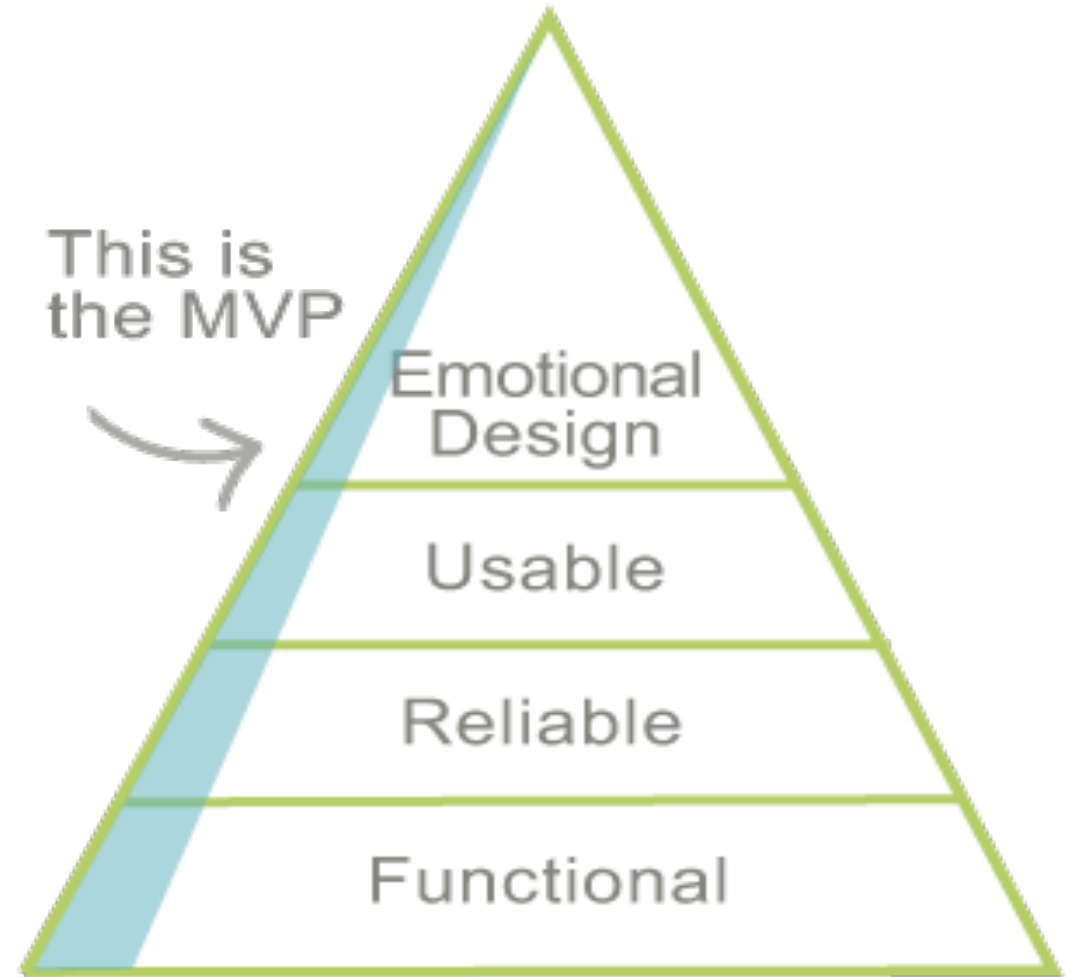 This is
the MVP
Emotional
Design
Usable
Reliable
Functional